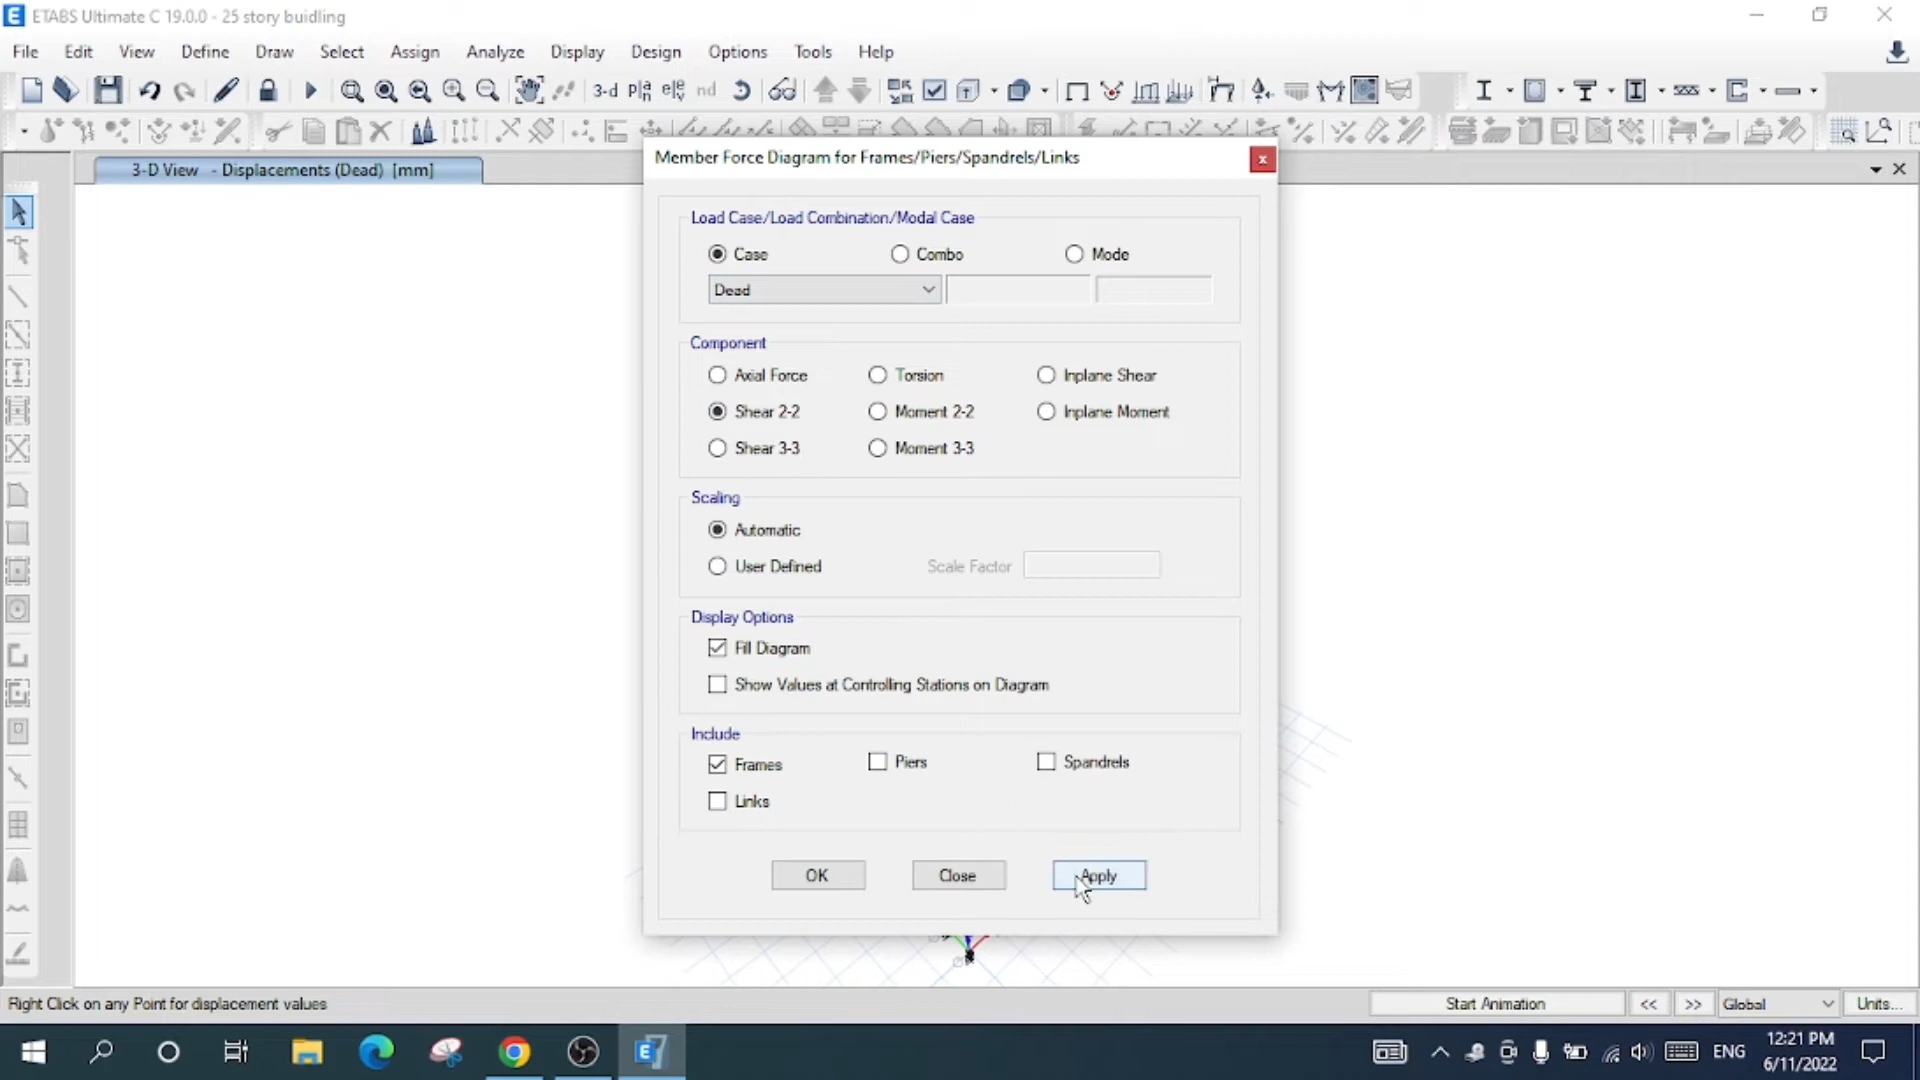 ETABS Ultimate C 19.0.0 - 25 story buidling
File Edit View Define Draw Select Assign Analyze Display Design Options Tools Help
3-d Pla ele nd
3-D View - Displacements (Dead) [mm]
Member Force Diagram for Frames/Piers/Spandrels/Links
Load Case/Load Combination/Modal Case
Case Combo Mode
Dead
Component
Axial Force Torsion Inplane Shear
Shear 2-2 Moment 2-2 Inplane Moment
Shear 3-3 Moment 3-3
Scaling
Automatic
User Defined Scale Factor
Display Options
Fill Diagram
Show Values at Controlling Stations on Diagram
Include
Frames Piers Spandrels
Links
OK Close Apply
Right Click on any Point for displacement values Start Animation << >> Global Units...
ENG
12:21 PM
6/11/2022